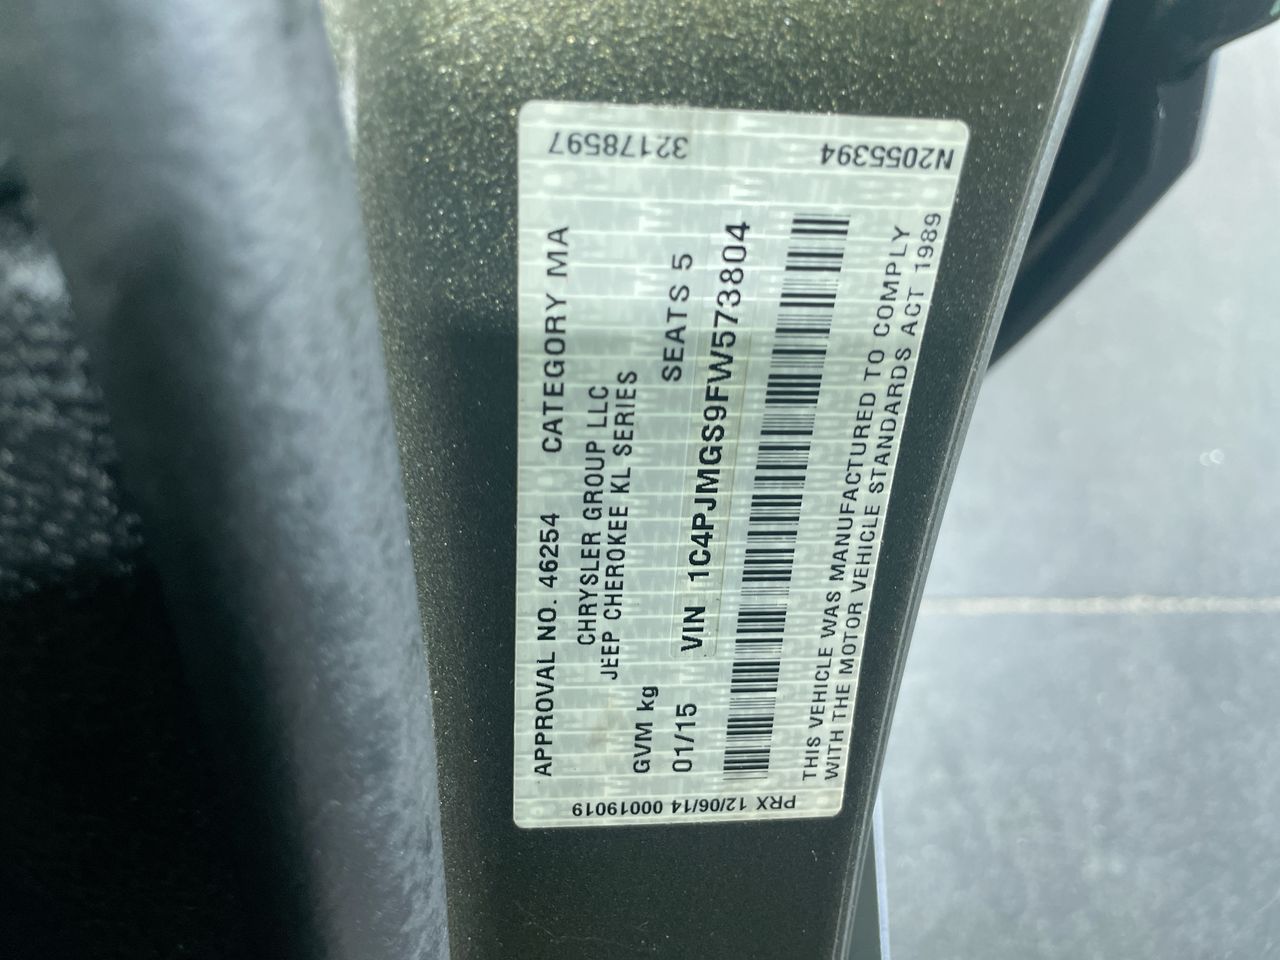 APPROVAL NO. 46254 CATEGORY MA
CHRYSLER GROUP LLC
JEEP CHEROKEE KL SERIES
GVM kg
01/15 SEATS 5
VIN 1C4PJMGS9FW573804
THIS VEHICLE WAS MANUFACTURED TO COMPLY
WITH THE MOTOR VEHICLE STANDARDS ACT 1989
PRX 12/06/14 00019019
N2055394 32178597